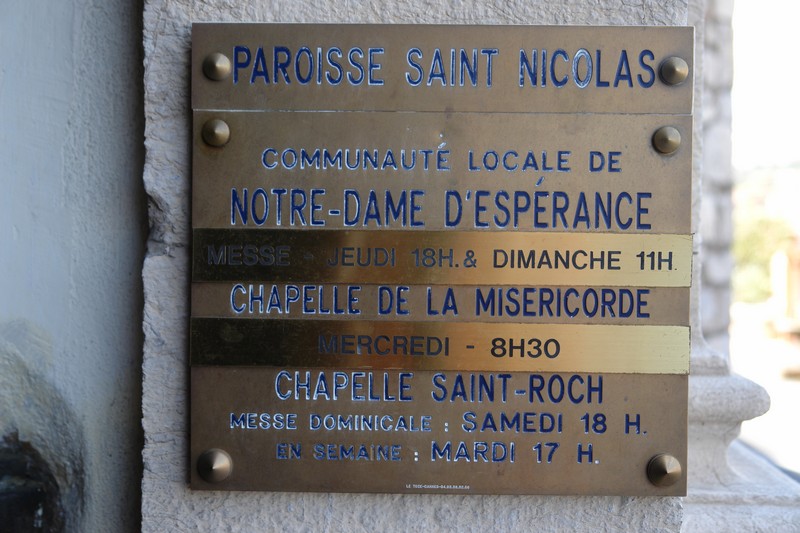 PAROISSE SAINT NICOLAS
COMMUNAUTÉ LOCALE DE
NOTRE-DAME D'ESPÉRANCE
MESSE - JEUDI 18H. & DIMANCHE 11H.
CHAPELLE DE LA MISERICORDE
MERCREDI - 8H30
CHAPELLE SAINT-ROCH
MESSE DOMINICALE : SAMEDI 18 H.
EN SEMAINE : MARDI 17 H.